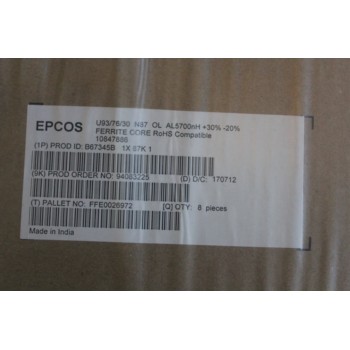 EPCOS
U93/76/30 N87 OL AL5700nH +30% -20%
FERRITE CORE RoHS Compatible
10847886
(1P) PROD ID: B67345B 1X 87K 1
(9K) PROD ORDER NO: 94083225 (D) D/C: 170712
(T) PALLET NO: FFE0026972 [Q] QTY: 8 pieces
Made in India